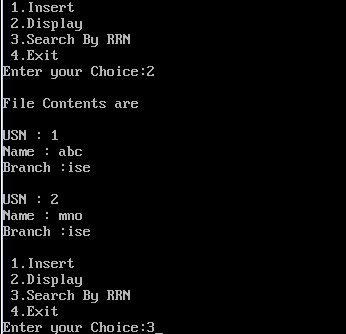 1.Insert
2.Display
3.Search By RRN
4.Exit
Enter your Choice:2
File Contents are
USN : 1
Name : abc
Branch :ise
USN : 2
Name : mno
Branch :ise
1.Insert
2.Display
3.Search By RRN
4.Exit
Enter your Choice:3_